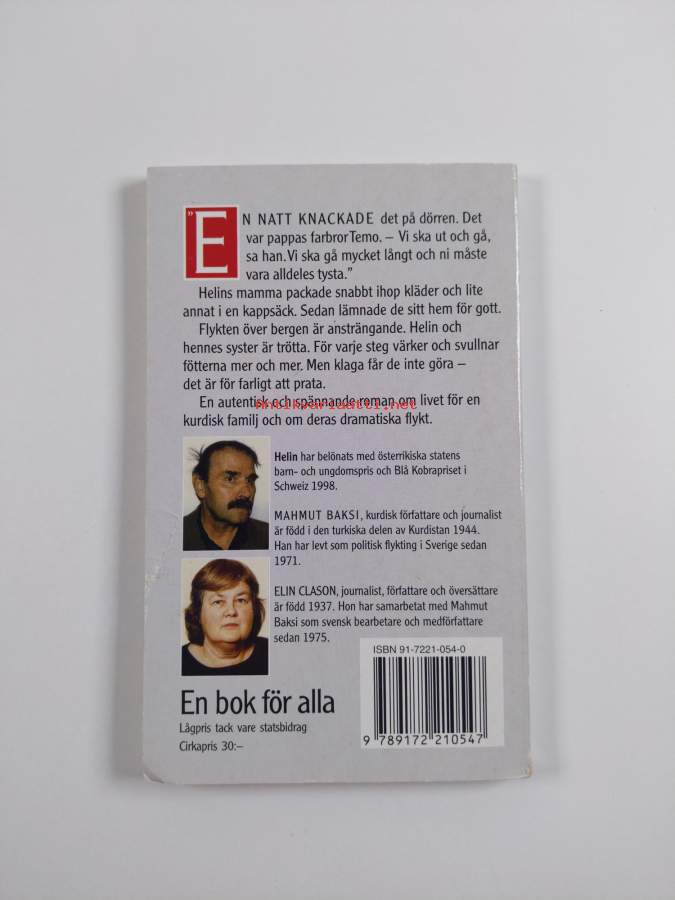 "EN NATT KNACKADE det på dörren. Det
var pappas farbror Temo. – Vi ska ut och gå,
sa han. Vi ska gå mycket långt och ni måste
vara alldeles tysta."
Helins mamma packade snabbt ihop kläder och lite
annat i en kappsäck. Sedan lämnade de sitt hem för gott.
Flykten över bergen är ansträngande. Helin och
hennes syster är trötta. För varje steg värker och svullnar
fötterna mer och mer. Men klaga får de inte göra –
det är för farligt att prata.
En autentisk och spännande roman om livet för en
Antikvariaatti.net
kurdisk familj och om deras dramatiska flykt.
Helin har belönats med österrikiska statens
barn- och ungdomspris och Blå Kobrapriset i
Schweiz 1998.
MAHMUT BAKSI, kurdisk författare och journalist
är född i den turkiska delen av Kurdistan 1944.
Han har levt som politisk flykting i Sverige sedan
1971.
ELIN CLASON, journalist, författare och översättare
är född 1937. Hon har samarbetat med Mahmut
Baksi som svensk bearbetare och medförfattare
sedan 1975.
ISBN 91-7221-054-0
9 789172 210547
En bok för alla
Lågpris tack vare statsbidrag
Cirkapris 30:–